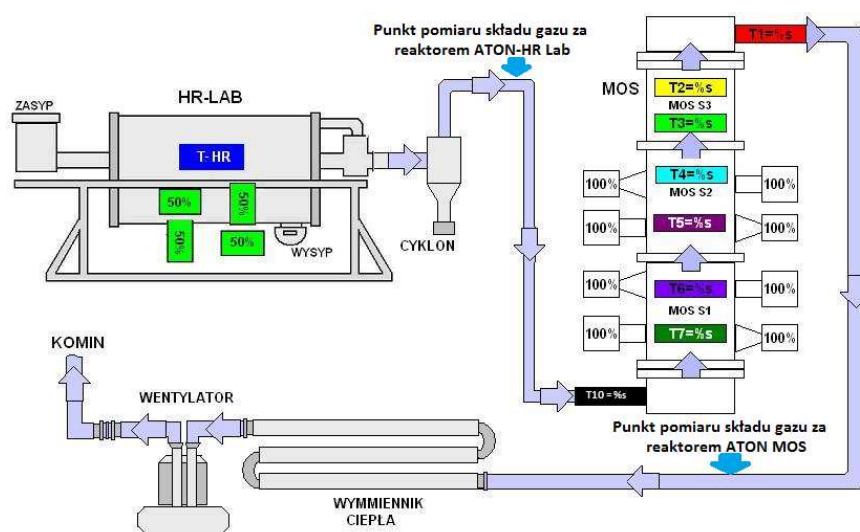 Punkt pomiaru składu gazu za
reaktorem ATON-HR Lab
T1=%s
ZASYP
HR-LAB
MOS
T2=%s
MOS S3
T3=%s
T-HR
T4=%s
MOS S2
100%
100%
50%
50%
50%
50%
WYSYP
CYKLON
T5=%s
100%
100%
T6=%s
MOS S1
100%
100%
T7=%s
100%
100%
KOMIN
WENTYLATOR
T10 =%s
Punkt pomiaru składu gazu za
reaktorem ATON MOS
WYMMIENNIK
CIEPŁA